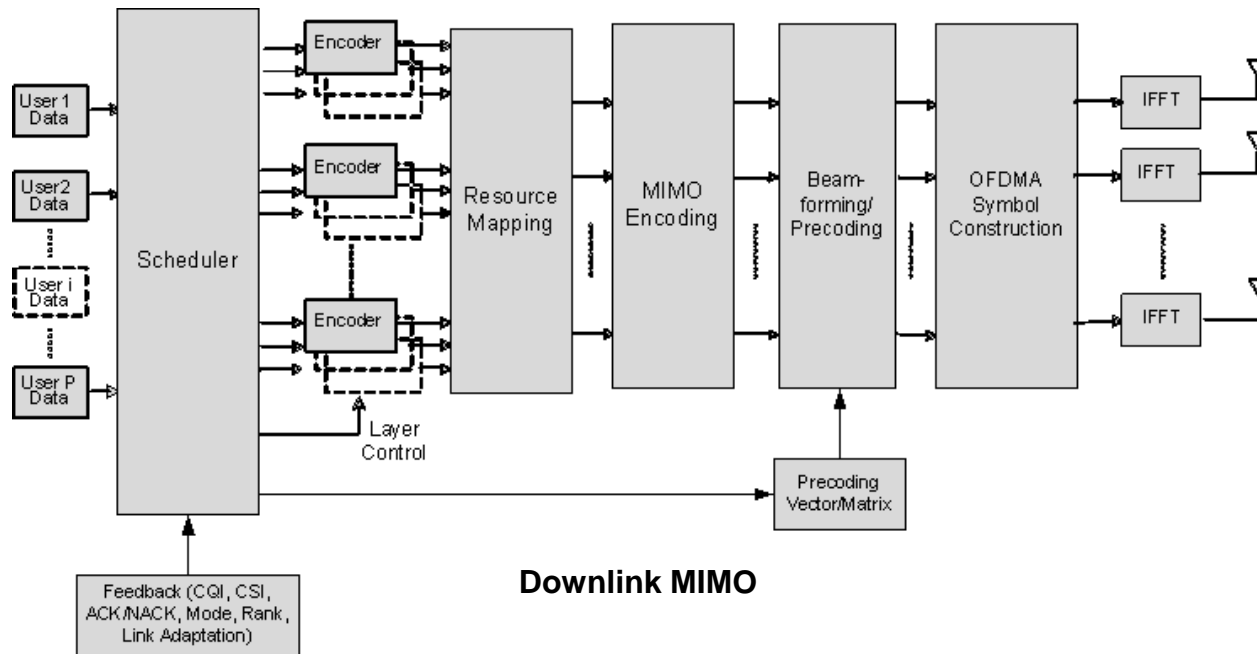 User 1
Data
User2
Data
User i
Data
User P
Data
Scheduler
Encoder
Encoder
Encoder
Layer
Control
Resource
Mapping
MIMO
Encoding
Beam-
forming/
Precoding
OFDMA
Symbol
Construction
IFFT
IFFT
IFFT
Precoding
Vector/Matrix
Feedback (CQI, CSI,
ACK/NACK, Mode, Rank,
Link Adaptation)
Downlink MIMO